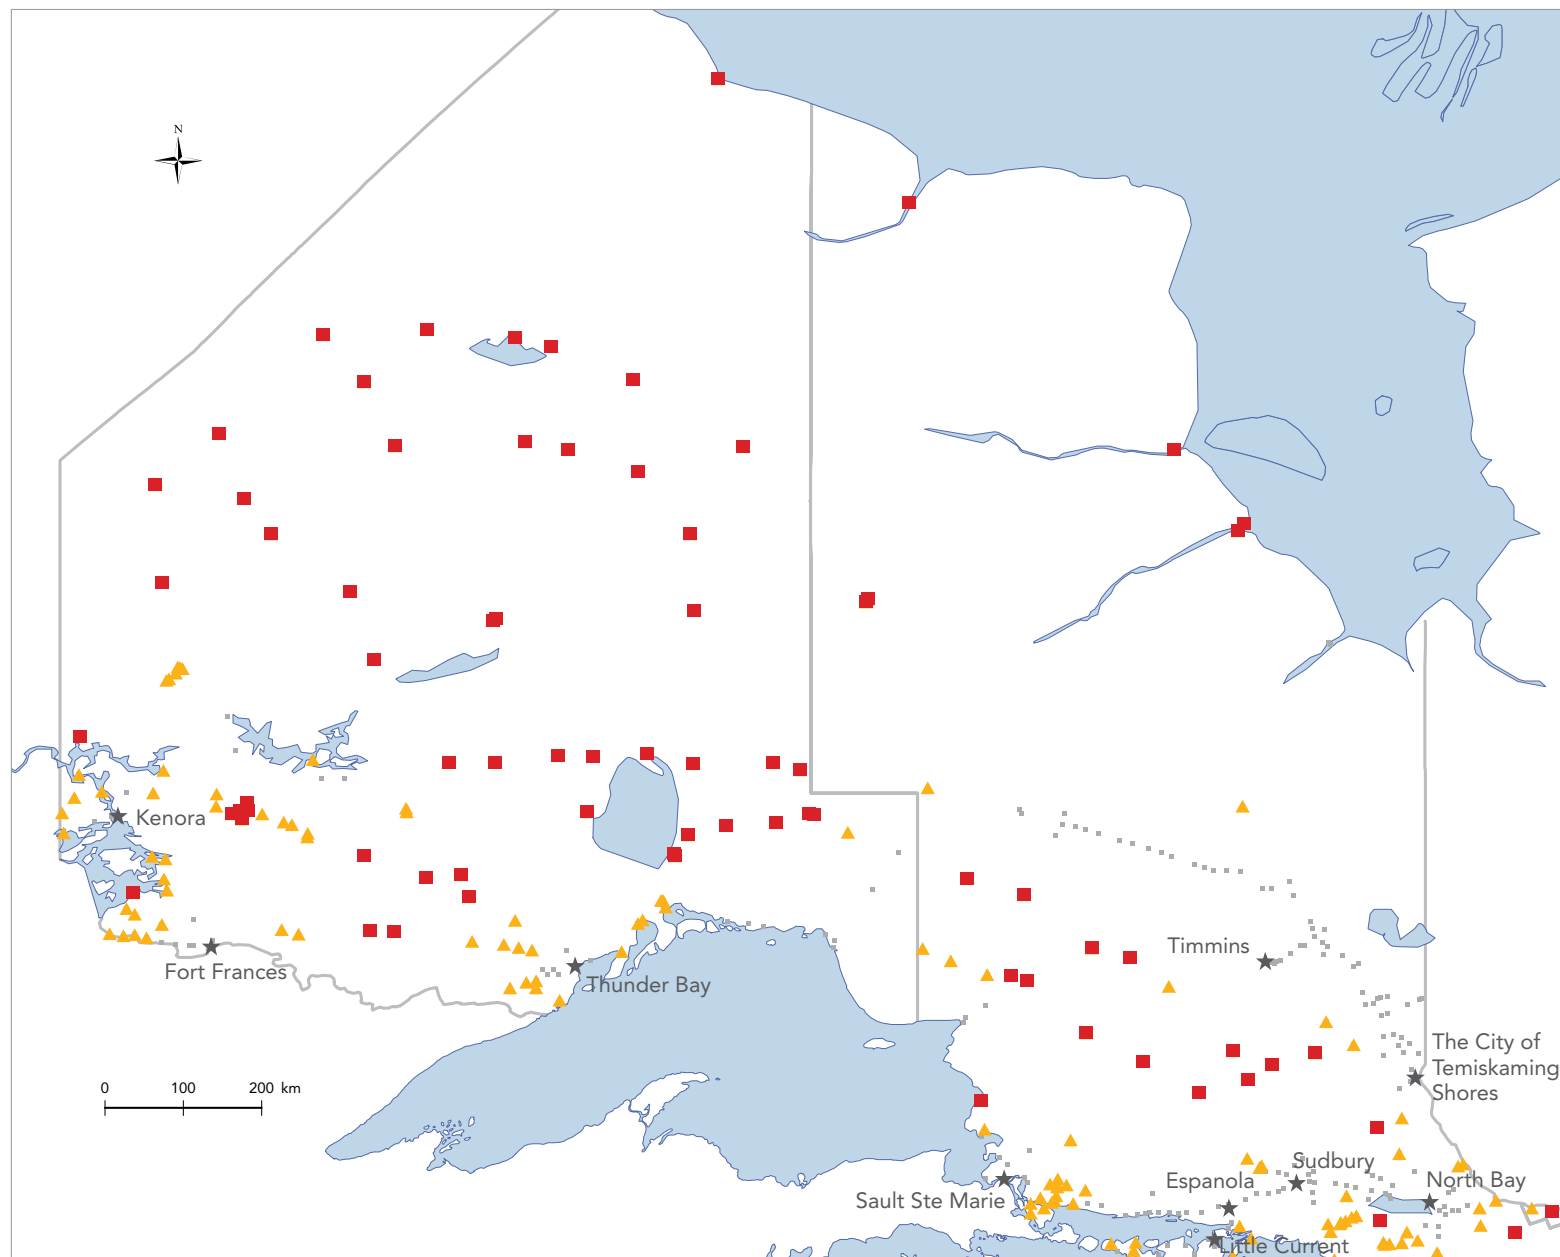 N
Kenora
Fort Frances
Thunder Bay
Timmins
0 100 200 km
The City of
Temiskaming
Shores
Sudbury
Espanola
North Bay
Sault Ste Marie
Little Current